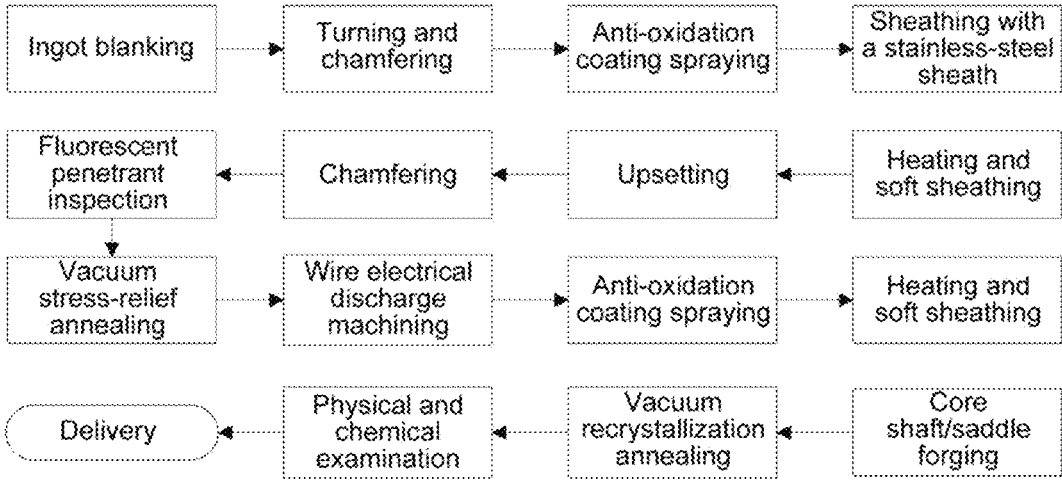 Ingot blanking
Turning and
chamfering
Anti-oxidation
coating spraying
Sheathing with
a stainless-steel
sheath
Fluorescent
penetrant
inspection
Chamfering
Upsetting
Heating and
soft sheathing
Vacuum
stress-relief
annealing
Wire electrical
discharge
machining
Anti-oxidation
coating spraying
Heating and
soft sheathing
Delivery
Physical and
chemical
examination
Vacuum
recrystallization
annealing
Core
shaft/saddle
forging